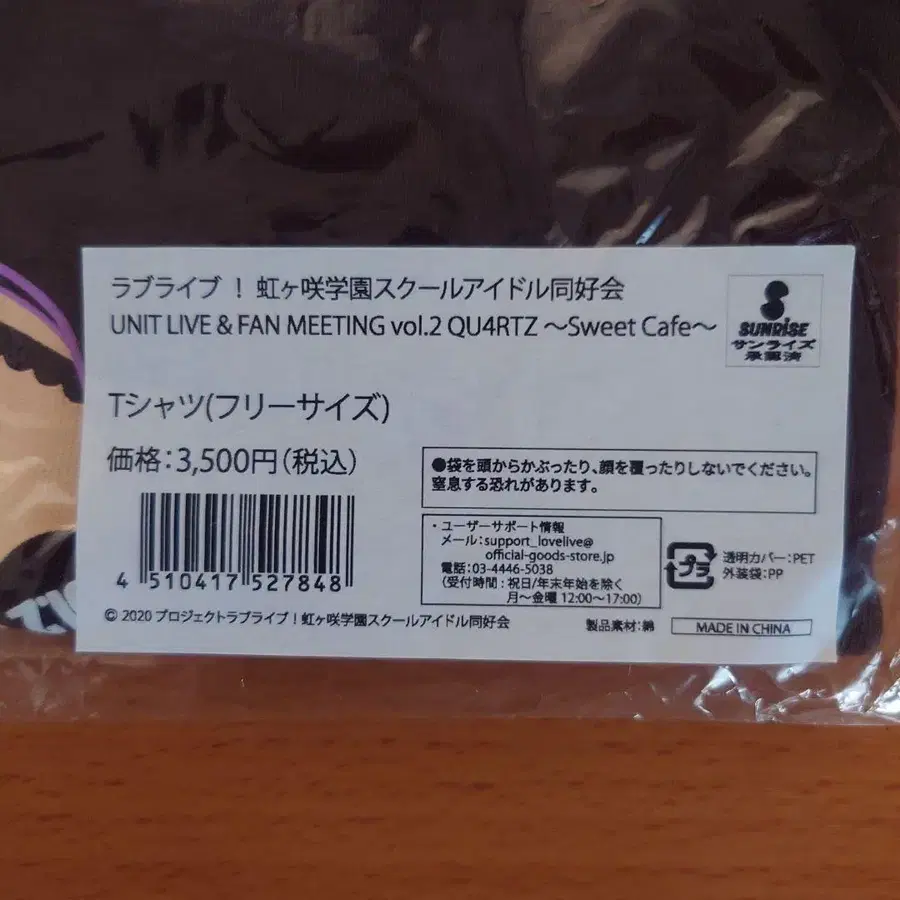 ラブライブ！虹ヶ咲学園スクールアイドル同好会
UNIT LIVE & FAN MEETING vol.2 QU4RTZ ～Sweet Cafe～
SUNRISE
サンライズ
承認済
Tシャツ(フリーサイズ)
価格：3,500円（税込）
●袋を頭からかぶったり、顔を覆ったりしないでください。
窒息する恐れがあります。
4 510417 527848
・ユーザーサポート情報
メール：support_lovelive@
official-goods-store.jp
電話：03-4446-5038
（受付時間：祝日/年末年始を除く
月～金曜 12:00～17:00）
プラ
透明カバー：PET
外装袋：PP
© 2020 プロジェクトラブライブ！虹ヶ咲学園スクールアイドル同好会
製品素材：綿
MADE IN CHINA